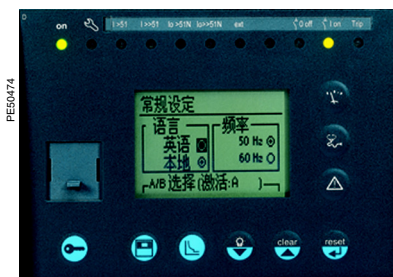 on I>51 I>>51 Io>51N Io>>51N ext 0 off I on Trip
PE50474
常规设定
语言 频率
英语 50 Hz
本地 60 Hz
A/B 选择(激活:A )
clear reset